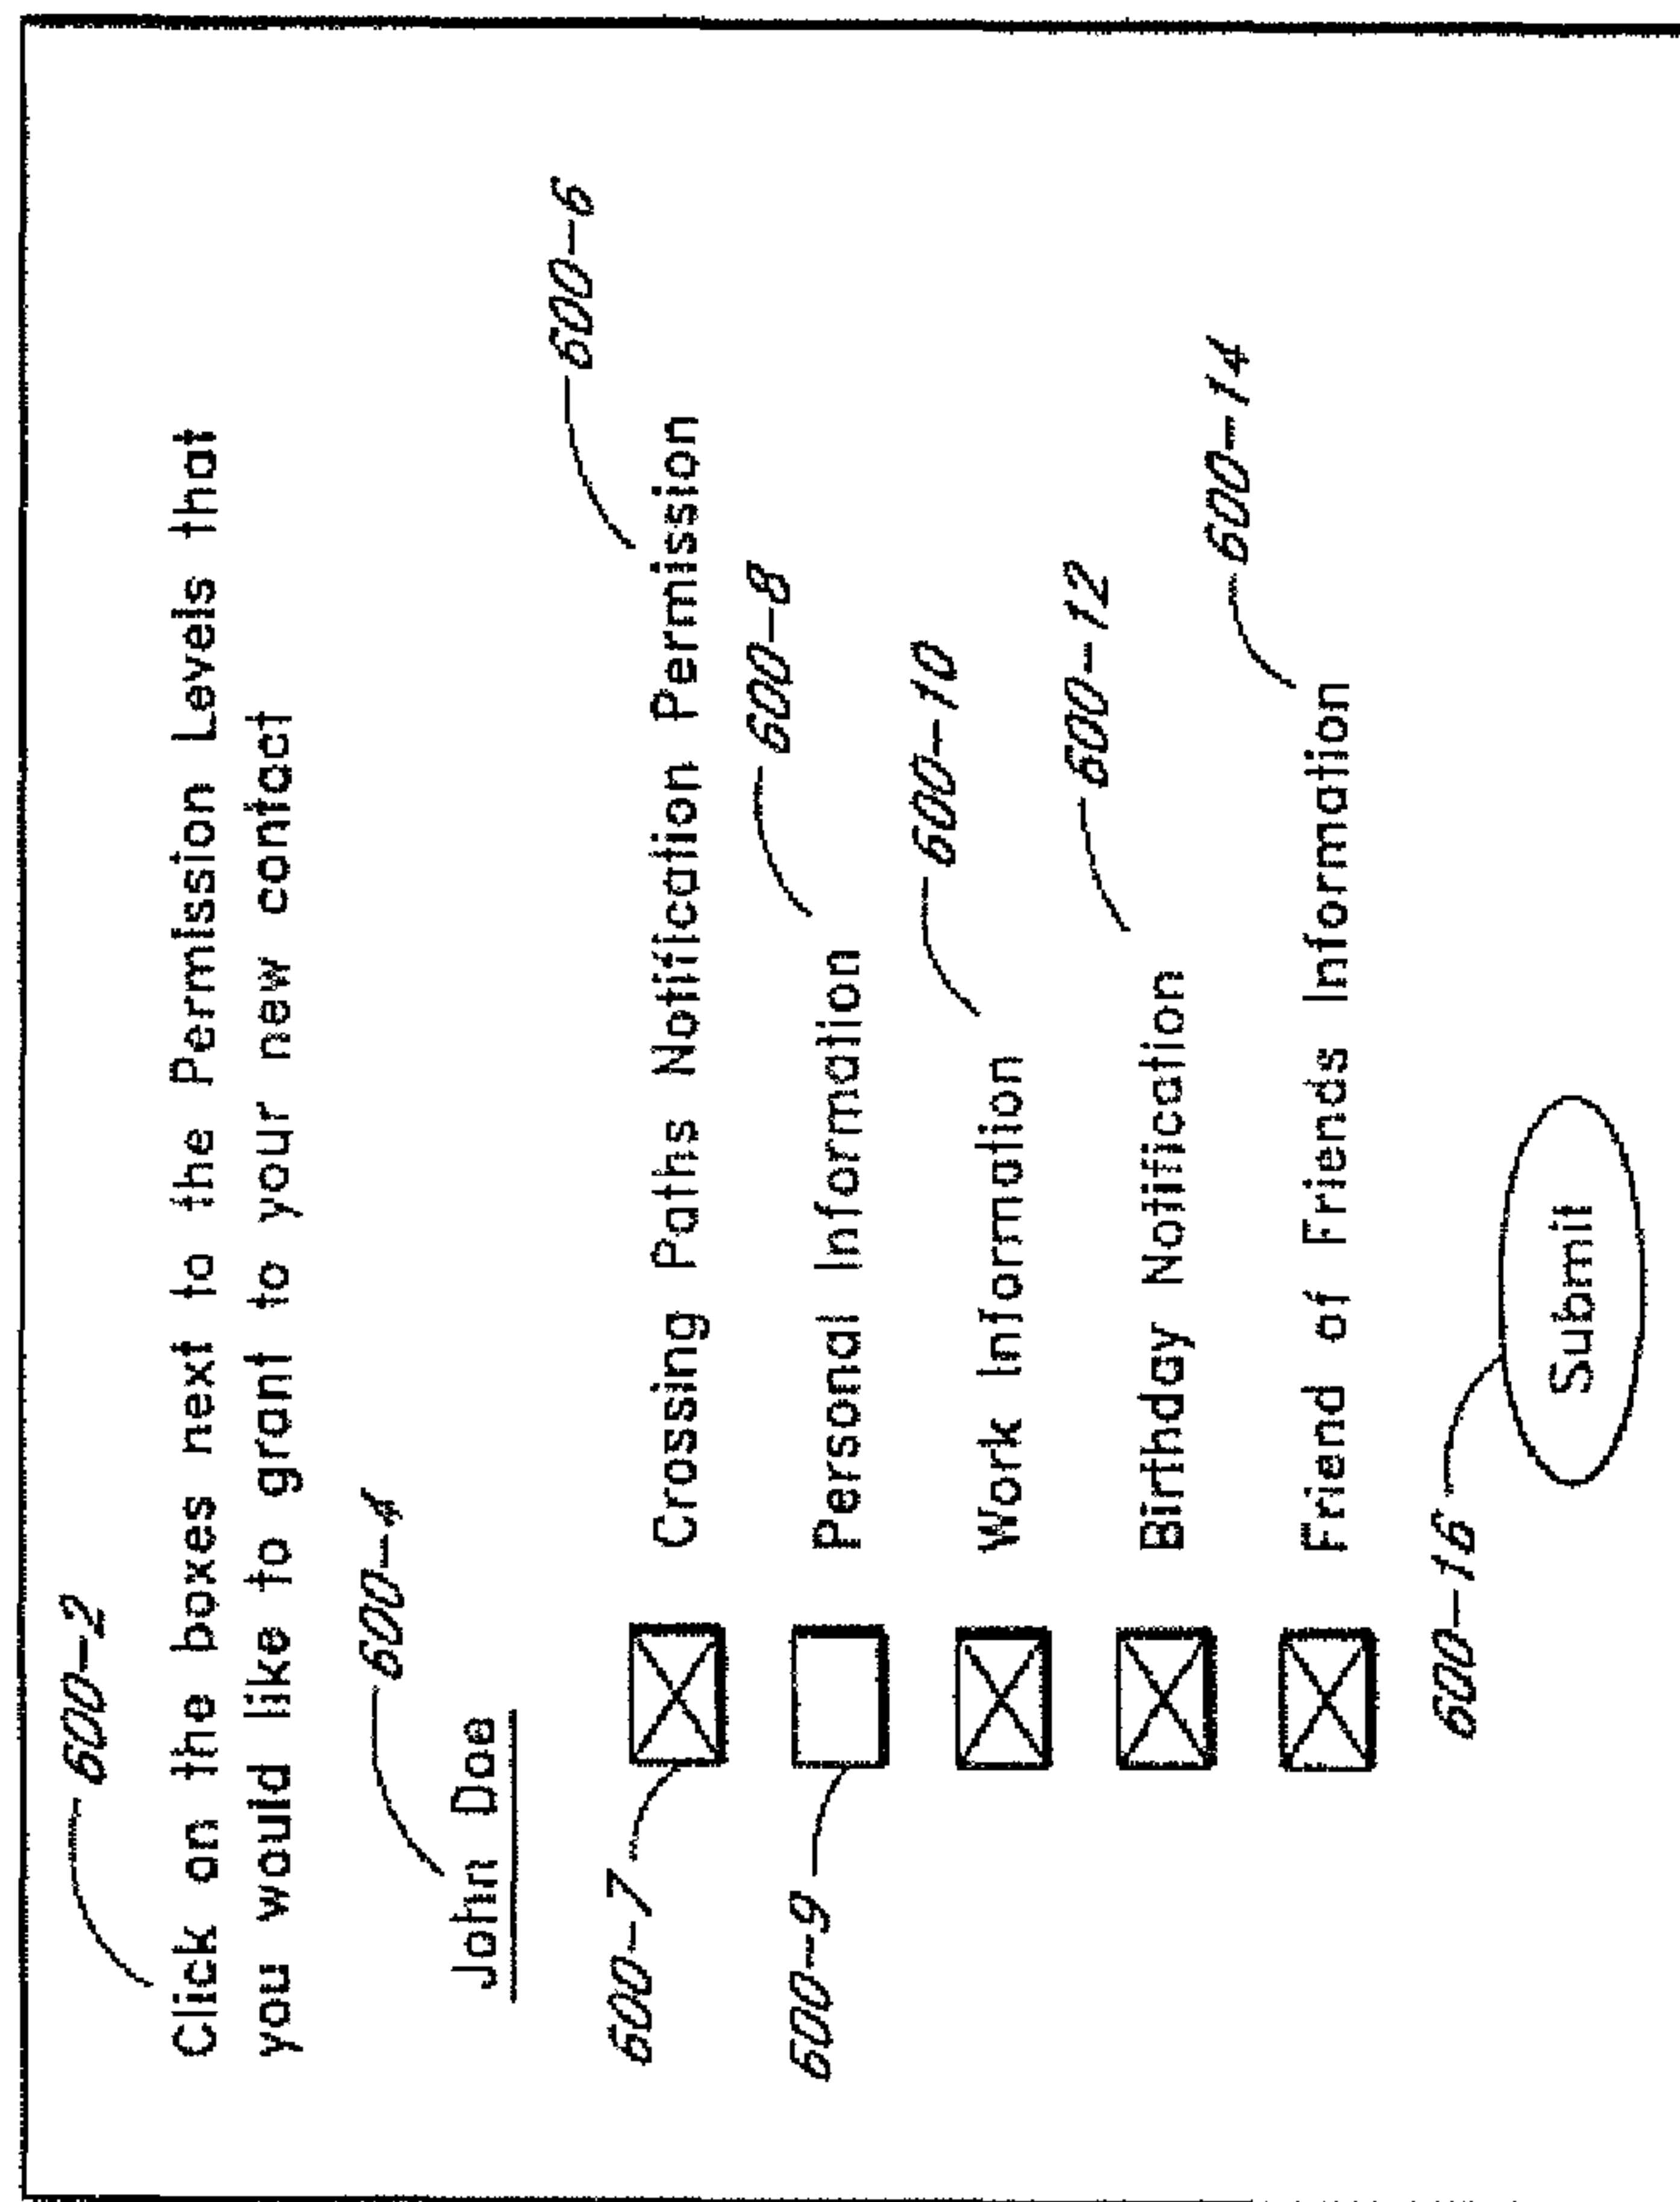 600-2
Click on the boxes next to the Permission Levels that
you would like to grant to your new contact
600-4
John Doe
600-6
600-7
Crossing Paths Notification Permission
600-8
600-9
Personal Information
600-10
Work Information
600-12
Birthday Notification
600-14
Friend of Friends Information
600-16
Submit